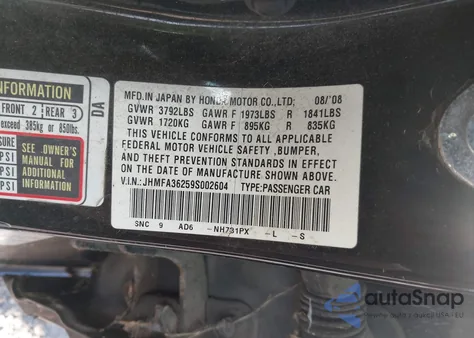 INFORMATION
FRONT 2 REAR 3
exceed 385kg or 850lbs.
PSI
PSI
PSI
SEE OWNER'S
MANUAL FOR
ADDITIONAL
INFORMATION
DA
MFD. IN JAPAN BY HONDA MOTOR CO.,LTD. 08/'08
GVWR 3792LBS GAWR F 1973LBS R 1841LBS
GVWR 1720KG GAWR F 895KG R 835KG
THIS VEHICLE CONFORMS TO ALL APPLICABLE
FEDERAL MOTOR VEHICLE SAFETY ,BUMPER,
AND THEFT PREVENTION STANDARDS IN EFFECT
ON THE DATE OF MANUFACTURE SHOWN ABOVE.
V.I.N.: JHMFA36259S002604 TYPE:PASSENGER CAR
SNC 9 AD6 -NH731PX -L -S
autoSnap